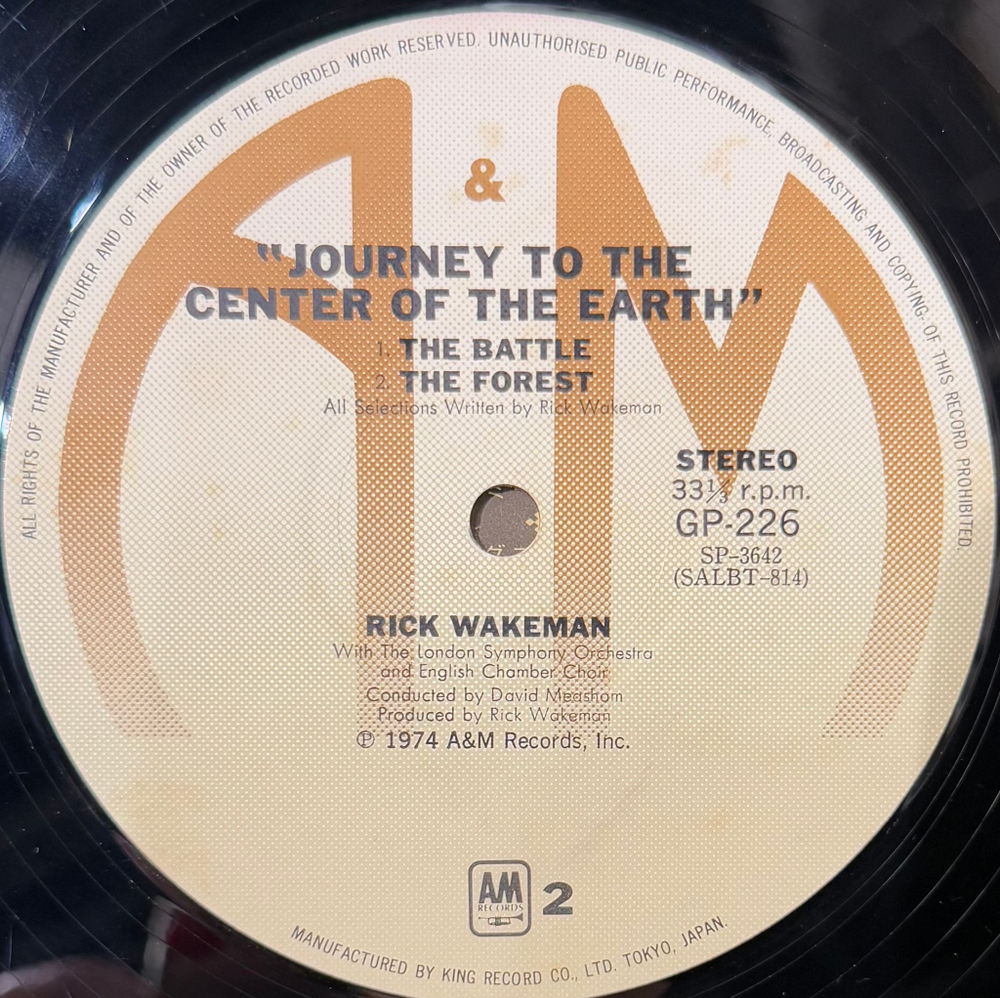 ALL RIGHTS OF THE MANUFACTURER AND OF THE OWNER OF THE RECORDED WORK RESERVED. UNAUTHORISED PUBLIC PERFORMANCE, BROADCASTING AND COPYING· OF THIS RECORD PROHIBITED.
A & M
"JOURNEY TO THE
CENTER OF THE EARTH"
1. THE BATTLE
2. THE FOREST
All Selections Written by Rick Wakeman
STEREO
33⅓ r.p.m.
GP-226
SP-3642
(SALBT-814)
RICK WAKEMAN
With The London Symphony Orchestra
and English Chamber Choir
Conducted by David Measham
Produced by Rick Wakeman
℗ 1974 A&M Records, Inc.
AM
RECORDS
2
MANUFACTURED BY KING RECORD CO., LTD. TOKYO, JAPAN.